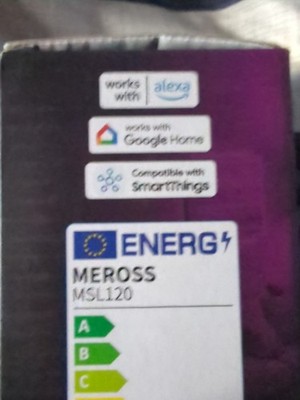 works with alexa
works with
Google Home
Compatible with
SmartThings
ENERG
MEROSS
MSL120
A
B
C